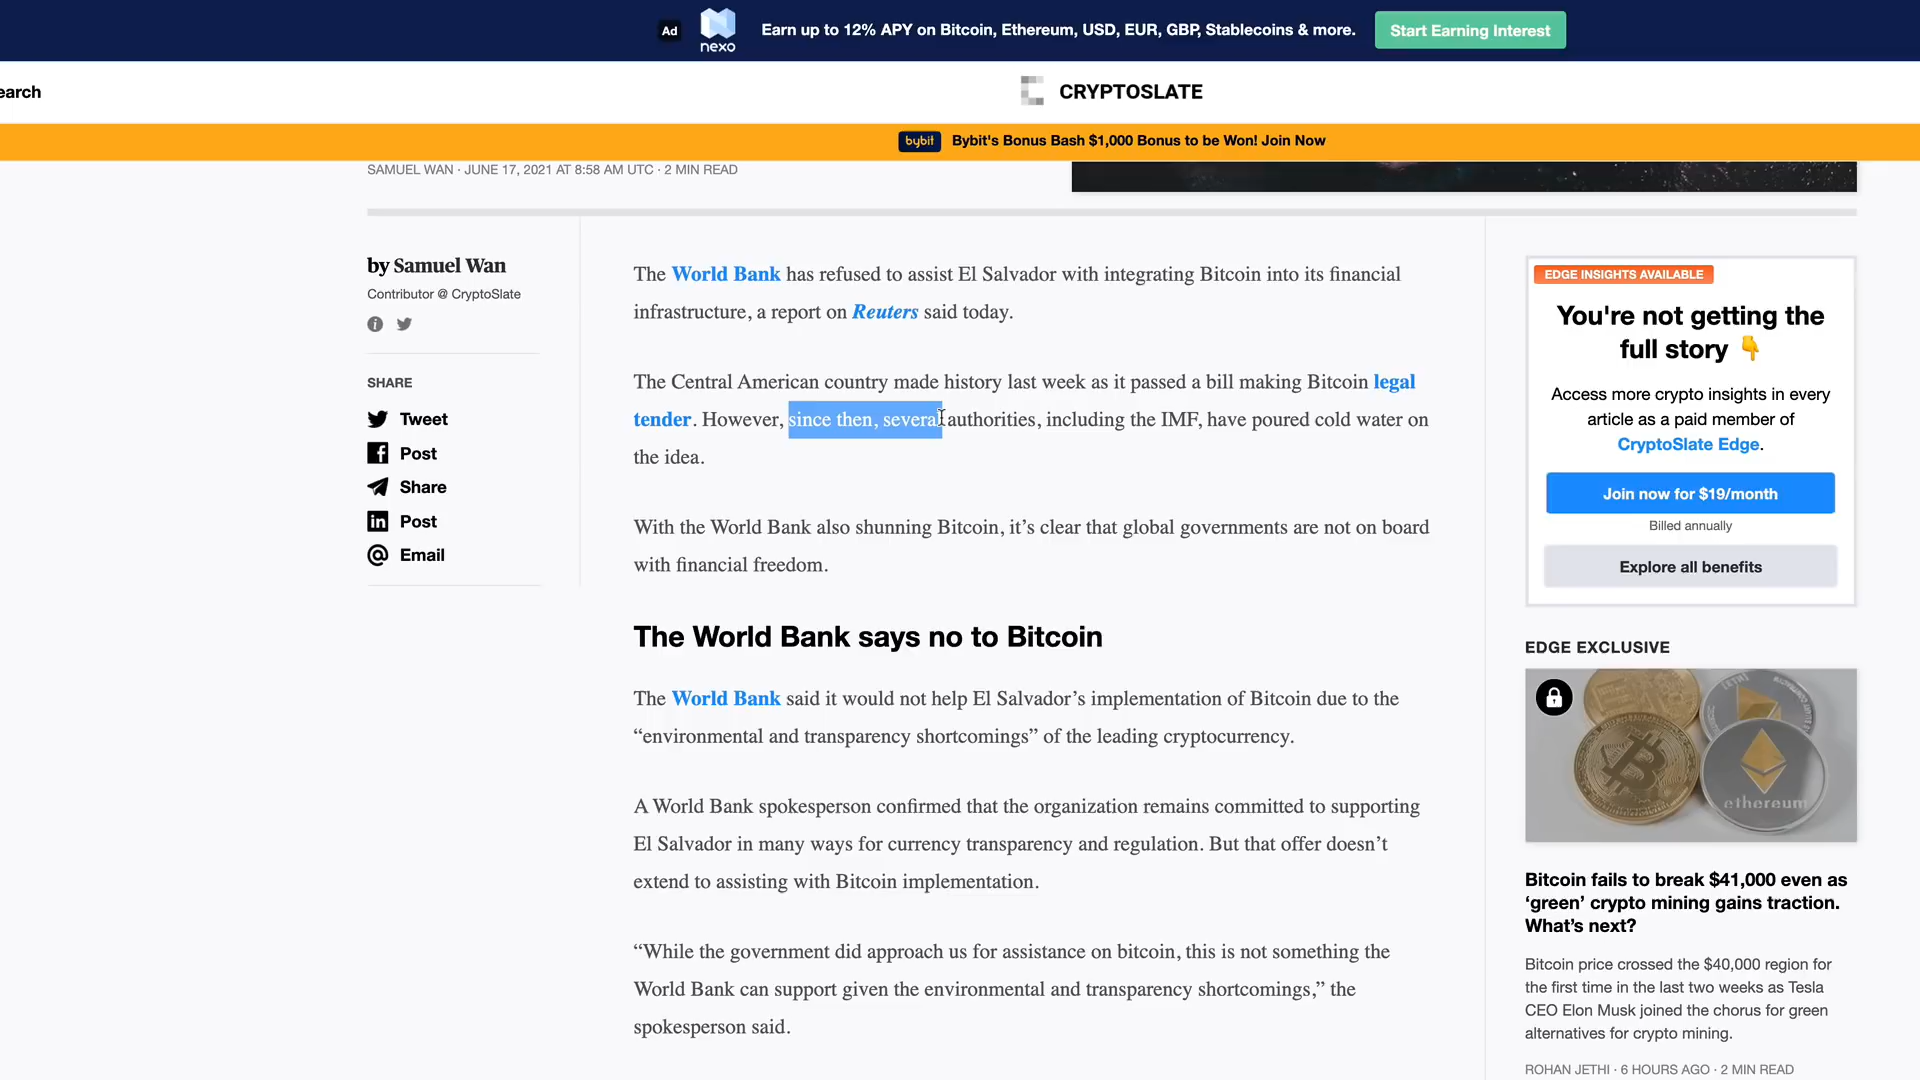 Ad
nexo
Earn up to 12% APY on Bitcoin, Ethereum, USD, EUR, GBP, Stablecoins & more.
Start Earning Interest
earch
CRYPTOSLATE
bybit
Bybit's Bonus Bash $1,000 Bonus to be Won! Join Now
SAMUEL WAN · JUNE 17, 2021 AT 8:58 AM UTC · 2 MIN READ
by Samuel Wan
Contributor @ CryptoSlate
SHARE
Tweet
Post
Share
Post
Email
The World Bank has refused to assist El Salvador with integrating Bitcoin into its financial
infrastructure, a report on Reuters said today.
The Central American country made history last week as it passed a bill making Bitcoin legal
tender. However, since then, several authorities, including the IMF, have poured cold water on
the idea.
With the World Bank also shunning Bitcoin, it’s clear that global governments are not on board
with financial freedom.
The World Bank says no to Bitcoin
The World Bank said it would not help El Salvador’s implementation of Bitcoin due to the
“environmental and transparency shortcomings” of the leading cryptocurrency.
A World Bank spokesperson confirmed that the organization remains committed to supporting
El Salvador in many ways for currency transparency and regulation. But that offer doesn’t
extend to assisting with Bitcoin implementation.
“While the government did approach us for assistance on bitcoin, this is not something the
World Bank can support given the environmental and transparency shortcomings,” the
spokesperson said.
EDGE INSIGHTS AVAILABLE
You're not getting the
full story 👇
Access more crypto insights in every
article as a paid member of
CryptoSlate Edge.
Join now for $19/month
Billed annually
Explore all benefits
EDGE EXCLUSIVE
ethereum
Bitcoin fails to break $41,000 even as
‘green’ crypto mining gains traction.
What’s next?
Bitcoin price crossed the $40,000 region for
the first time in the last two weeks as Tesla
CEO Elon Musk joined the chorus for green
alternatives for crypto mining.
ROHAN JETHI · 6 HOURS AGO · 2 MIN READ